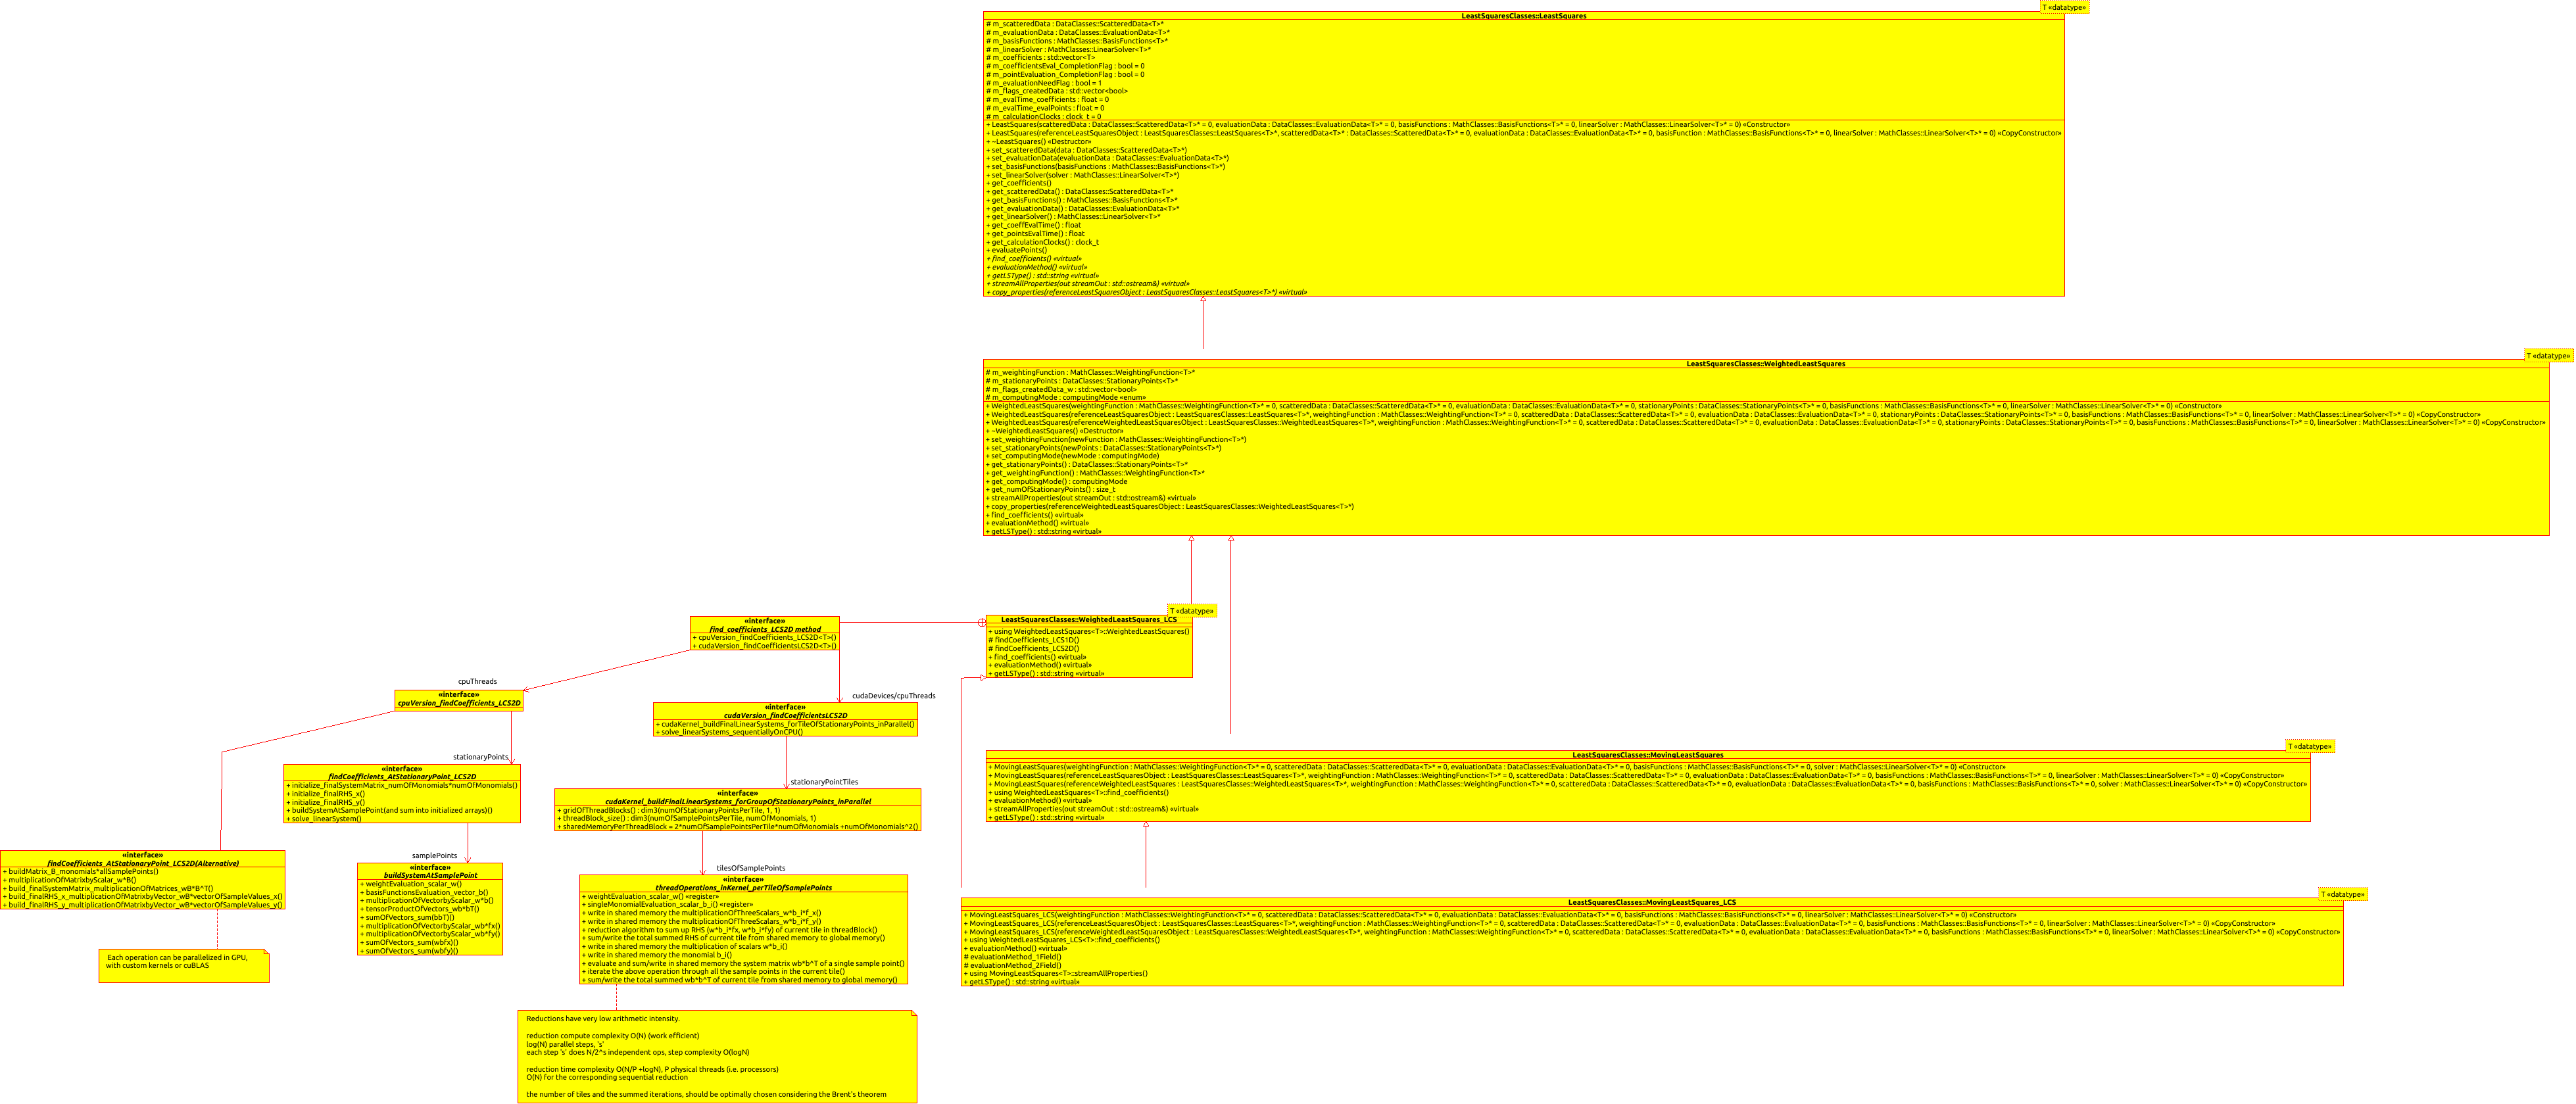 T «datatype»
LeastSquaresClasses::LeastSquares
# m_scatteredData : DataClasses::ScatteredData<T>*
# m_evaluationData : DataClasses::EvaluationData<T>*
# m_basisFunctions : MathClasses::BasisFunctions<T>*
# m_linearSolver : MathClasses::LinearSolver<T>*
# m_coefficients : std::vector<T>
# m_coefficientsEval_CompletionFlag : bool = 0
# m_pointEvaluation_CompletionFlag : bool = 0
# m_evaluationNeedFlag : bool = 1
# m_flags_createdData : std::vector<bool>
# m_evalTime_coefficients : float = 0
# m_evalTime_evalPoints : float = 0
# m_calculationClocks : clock_t = 0
+ LeastSquares(scatteredData : DataClasses::ScatteredData<T>* = 0, evaluationData : DataClasses::EvaluationData<T>* = 0, basisFunctions : MathClasses::BasisFunctions<T>* = 0, linearSolver : MathClasses::LinearSolver<T>* = 0) «Constructor»
+ LeastSquares(referenceLeastSquaresObject : LeastSquaresClasses::LeastSquares<T>*, scatteredData<T>* : DataClasses::ScatteredData<T>* = 0, evaluationData : DataClasses::EvaluationData<T>* = 0, basisFunction : MathClasses::BasisFunctions<T>* = 0, linearSolver : MathClasses::LinearSolver<T>* = 0) «CopyConstructor»
+ ~LeastSquares() «Destructor»
+ set_scatteredData(data : DataClasses::ScatteredData<T>*)
+ set_evaluationData(evaluationData : DataClasses::EvaluationData<T>*)
+ set_basisFunctions(basisFunctions : MathClasses::BasisFunctions<T>*)
+ set_linearSolver(solver : MathClasses::LinearSolver<T>*)
+ get_coefficients()
+ get_scatteredData() : DataClasses::ScatteredData<T>*
+ get_basisFunctions() : MathClasses::BasisFunctions<T>*
+ get_evaluationData() : DataClasses::EvaluationData<T>*
+ get_linearSolver() : MathClasses::LinearSolver<T>*
+ get_coeffEvalTime() : float
+ get_pointsEvalTime() : float
+ get_calculationClocks() : clock_t
+ evaluatePoints()
+ find_coefficients() «virtual»
+ evaluationMethod() «virtual»
+ getLSType() : std::string «virtual»
+ streamAllProperties(out streamOut : std::ostream&) «virtual»
+ copy_properties(referenceLeastSquaresObject : LeastSquaresClasses::LeastSquares<T>*) «virtual»
T «datatype»
LeastSquaresClasses::WeightedLeastSquares
# m_weightingFunction : MathClasses::WeightingFunction<T>*
# m_stationaryPoints : DataClasses::StationaryPoints<T>*
# m_flags_createdData_w : std::vector<bool>
# m_computingMode : computingMode «enum»
+ WeightedLeastSquares(weightingFunction : MathClasses::WeightingFunction<T>* = 0, scatteredData : DataClasses::ScatteredData<T>* = 0, evaluationData : DataClasses::EvaluationData<T>* = 0, stationaryPoints : DataClasses::StationaryPoints<T>* = 0, basisFunctions : MathClasses::BasisFunctions<T>* = 0, linearSolver : MathClasses::LinearSolver<T>* = 0) «Constructor»
+ WeightedLeastSquares(referenceLeastSquaresObject : LeastSquaresClasses::LeastSquares<T>*, weightingFunction : MathClasses::WeightingFunction<T>* = 0, scatteredData : DataClasses::ScatteredData<T>* = 0, evaluationData : DataClasses::EvaluationData<T>* = 0, stationaryPoints : DataClasses::StationaryPoints<T>* = 0, basisFunctions : MathClasses::BasisFunctions<T>* = 0, linearSolver : MathClasses::LinearSolver<T>* = 0) «CopyConstructor»
+ WeightedLeastSquares(referenceWeightedLeastSquaresObject : LeastSquaresClasses::WeightedLeastSquares<T>*, weightingFunction : MathClasses::WeightingFunction<T>* = 0, scatteredData : DataClasses::ScatteredData<T>* = 0, evaluationData : DataClasses::EvaluationData<T>* = 0, stationaryPoints : DataClasses::StationaryPoints<T>* = 0, basisFunctions : MathClasses::BasisFunctions<T>* = 0, linearSolver : MathClasses::LinearSolver<T>* = 0) «CopyConstructor»
+ ~WeightedLeastSquares() «Destructor»
+ set_weightingFunction(newFunction : MathClasses::WeightingFunction<T>*)
+ set_stationaryPoints(newPoints : DataClasses::StationaryPoints<T>*)
+ set_computingMode(newMode : computingMode)
+ get_stationaryPoints() : DataClasses::StationaryPoints<T>*
+ get_weightingFunction() : MathClasses::WeightingFunction<T>*
+ get_computingMode() : computingMode
+ get_numOfStationaryPoints() : size_t
+ streamAllProperties(out streamOut : std::ostream&) «virtual»
+ copy_properties(referenceWeightedLeastSquaresObject : LeastSquaresClasses::WeightedLeastSquares<T>*)
+ find_coefficients() «virtual»
+ evaluationMethod() «virtual»
+ getLSType() : std::string «virtual»
T «datatype»
LeastSquaresClasses::WeightedLeastSquares_LCS
+ using WeightedLeastSquares<T>::WeightedLeastSquares()
# findCoefficients_LCS1D()
# findCoefficients_LCS2D()
+ find_coefficients() «virtual»
+ evaluationMethod() «virtual»
+ getLSType() : std::string «virtual»
«interface»
find_coefficients_LCS2D method
+ cpuVersion_findCoefficients_LCS2D<T>()
+ cudaVersion_findCoefficientsLCS2D<T>()
cpuThreads
«interface»
cpuVersion_findCoefficients_LCS2D
cudaDevices/cpuThreads
«interface»
cudaVersion_findCoefficientsLCS2D
+ cudaKernel_buildFinalLinearSystems_forTileOfStationaryPoints_inParallel()
+ solve_linearSystems_sequentiallyOnCPU()
stationaryPoints
«interface»
findCoefficients_AtStationaryPoint_LCS2D
+ initialize_finalSystemMatrix_numOfMonomials*numOfMonomials()
+ initialize_finalRHS_x()
+ initialize_finalRHS_y()
+ buildSystemAtSamplePoint(and sum into initialized arrays)()
+ solve_linearSystem()
stationaryPointTiles
«interface»
cudaKernel_buildFinalLinearSystems_forGroupOfStationaryPoints_inParallel
+ gridOfThreadBlocks() : dim3(numOfStationaryPointsPerTile, 1, 1)
+ threadBlock_size() : dim3(numOfSamplePointsPerTile, numOfMonomials, 1)
+ sharedMemoryPerThreadBlock = 2*numOfSamplePointsPerTile*numOfMonomials +numOfMonomials^2()
T «datatype»
LeastSquaresClasses::MovingLeastSquares
+ MovingLeastSquares(weightingFunction : MathClasses::WeightingFunction<T>* = 0, scatteredData : DataClasses::ScatteredData<T>* = 0, evaluationData : DataClasses::EvaluationData<T>* = 0, basisFunctions : MathClasses::BasisFunctions<T>* = 0, solver : MathClasses::LinearSolver<T>* = 0) «Constructor»
+ MovingLeastSquares(referenceLeastSquaresObject : LeastSquaresClasses::LeastSquares<T>*, weightingFunction : MathClasses::WeightingFunction<T>* = 0, scatteredData : DataClasses::ScatteredData<T>* = 0, evaluationData : DataClasses::EvaluationData<T>* = 0, basisFunctions : MathClasses::BasisFunctions<T>* = 0, linearSolver : MathClasses::LinearSolver<T>* = 0) «CopyConstructor»
+ MovingLeastSquares(referenceWeightedLeastSquaresObject : LeastSquaresClasses::WeightedLeastSquares<T>*, weightingFunction : MathClasses::WeightingFunction<T>* = 0, scatteredData : DataClasses::ScatteredData<T>* = 0, evaluationData : DataClasses::EvaluationData<T>* = 0, basisFunctions : MathClasses::BasisFunctions<T>* = 0, solver : MathClasses::LinearSolver<T>* = 0) «CopyConstructor»
+ using WeightedLeastSquares<T>::find_coefficients()
+ evaluationMethod() «virtual»
+ streamAllProperties(out streamOut : std::ostream&) «virtual»
+ getLSType() : std::string «virtual»
«interface»
findCoefficients_AtStationaryPoint_LCS2D(Alternative)
+ buildMatrix_B_monomials*allSamplePoints()
+ multiplicationOfMatrixbyScalar_w*B()
+ build_finalSystemMatrix_multiplicationOfMatrices_wB*B^T()
+ build_finalRHS_x_multiplicationOfMatrixbyVector_wB*vectorOfSampleValues_x()
+ build_finalRHS_y_multiplicationOfMatrixbyVector_wB*vectorOfSampleValues_y()
samplePoints
«interface»
buildSystemAtSamplePoint
+ weightEvaluation_scalar_w()
+ basisFunctionsEvaluation_vector_b()
+ multiplicationOfVectorbyScalar_w*b()
+ tensorProductOfVectors_wb*bT()
+ sumOfVectors_sum(bbT)()
+ multiplicationOfVectorbyScalar_wb*fx()
+ multiplicationOfVectorbyScalar_wb*fy()
+ sumOfVectors_sum(wbfx)()
+ sumOfVectors_sum(wbfy)()
tilesOfSamplePoints
«interface»
threadOperations_inKernel_perTileOfSamplePoints
+ weightEvaluation_scalar_w() «register»
+ singleMonomialEvaluation_scalar_b_i() «register»
+ write in shared memory the multiplicationOfThreeScalars_w*b_i*f_x()
+ write in shared memory the multiplicationOfThreeScalars_w*b_i*f_y()
+ reduction algorithm to sum up RHS (w*b_i*fx, w*b_i*fy) of current tile in threadBlock()
+ sum/write the total summed RHS of current tile from shared memory to global memory()
+ write in shared memory the multiplication of scalars w*b_i()
+ write in shared memory the monomial b_i()
+ evaluate and sum/write in shared memory the system matrix wb*b^T of a single sample point()
+ iterate the above operation through all the sample points in the current tile()
+ sum/write the total summed wb*b^T of current tile from shared memory to global memory()
T «datatype»
LeastSquaresClasses::MovingLeastSquares_LCS
+ MovingLeastSquares_LCS(weightingFunction : MathClasses::WeightingFunction<T>* = 0, scatteredData : DataClasses::ScatteredData<T>* = 0, evaluationData : DataClasses::EvaluationData<T>* = 0, basisFunctions : MathClasses::BasisFunctions<T>* = 0, linearSolver : MathClasses::LinearSolver<T>* = 0) «Constructor»
+ MovingLeastSquares_LCS(referenceLeastSquaresObject : LeastSquaresClasses::LeastSquares<T>*, weightingFunction : MathClasses::WeightingFunction<T>* = 0, scatteredData : DataClasses::ScatteredData<T>* = 0, evaluationData : DataClasses::EvaluationData<T>* = 0, basisFunctions : MathClasses::BasisFunctions<T>* = 0, linearSolver : MathClasses::LinearSolver<T>* = 0) «CopyConstructor»
+ MovingLeastSquares_LCS(referenceWeightedLeastSquaresObject : LeastSquaresClasses::WeightedLeastSquares<T>*, weightingFunction : MathClasses::WeightingFunction<T>* = 0, scatteredData : DataClasses::ScatteredData<T>* = 0, evaluationData : DataClasses::EvaluationData<T>* = 0, basisFunctions : MathClasses::BasisFunctions<T>* = 0, linearSolver : MathClasses::LinearSolver<T>* = 0) «CopyConstructor»
+ using WeightedLeastSquares_LCS<T>::find_coefficients()
+ evaluationMethod() «virtual»
# evaluationMethod_1Field()
# evaluationMethod_2Field()
+ using MovingLeastSquares<T>::streamAllProperties()
+ getLSType() : std::string «virtual»
Each operation can be parallelized in GPU,
with custom kernels or cuBLAS
Reductions have very low arithmetic intensity.
reduction compute complexity O(N) (work efficient)
log(N) parallel steps, 's'
each step 's' does N/2^s independent ops, step complexity O(logN)
reduction time complexity O(N/P +logN), P physical threads (i.e. processors)
O(N) for the corresponding sequential reduction
the number of tiles and the summed iterations, should be optimally chosen considering the Brent's theorem